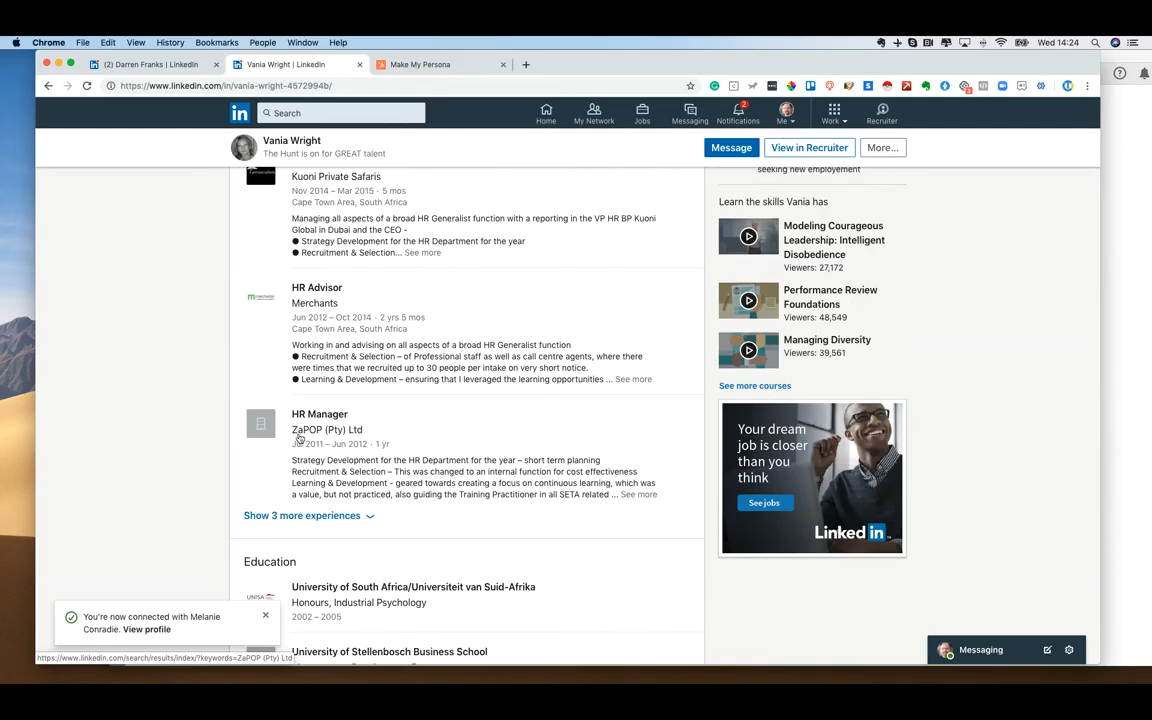 Chrome File Edit View History Bookmarks People Window Help
Wed 14:24
(2) Darren Franks | LinkedIn
Vania Wright | LinkedIn
Make My Persona
https://www.linkedin.com/in/vania-wright-4572994b/
Search
Home
My Network
Jobs
Messaging
2
Notifications
Me
Work
Recruiter
Vania Wright
The Hunt is on for GREAT talent
Message
View in Recruiter
More...
Kuoni Private Safaris
Nov 2014 – Mar 2015 · 5 mos
Cape Town Area, South Africa
Managing all aspects of a broad HR Generalist function with a reporting in the VP HR BP Kuoni
Global in Dubai and the CEO -
● Strategy Development for the HR Department for the year
● Recruitment & Selection... See more
HR Advisor
Merchants
Jun 2012 – Oct 2014 · 2 yrs 5 mos
Cape Town Area, South Africa
Working in and advising on all aspects of a broad HR Generalist function
● Recruitment & Selection – of Professional staff as well as call centre agents, where there
were times that we recruited up to 30 people per intake on very short notice.
● Learning & Development – ensuring that I leveraged the learning opportunities ... See more
HR Manager
ZaPOP (Pty) Ltd
Jul 2011 – Jun 2012 · 1 yr
Strategy Development for the HR Department for the year – short term planning
Recruitment & Selection – This was changed to an internal function for cost effectiveness
Learning & Development - geared towards creating a focus on continuous learning, which was
a value, but not practiced, also guiding the Training Practitioner in all SETA related ... See more
Show 3 more experiences
Education
UNISA
University of South Africa/Universiteit van Suid-Afrika
Honours, Industrial Psychology
2002 – 2005
University of Stellenbosch Business School
seeking new employement
Learn the skills Vania has
Modeling Courageous
Leadership: Intelligent
Disobedience
Viewers: 27,172
Performance Review
Foundations
Viewers: 48,549
Managing Diversity
Viewers: 39,561
See more courses
Your dream
job is closer
than you
think
See jobs
Linked in
You're now connected with Melanie
Conradie. View profile
https://www.linkedin.com/search/results/index/?keywords=ZaPOP (Pty) Ltd
Messaging